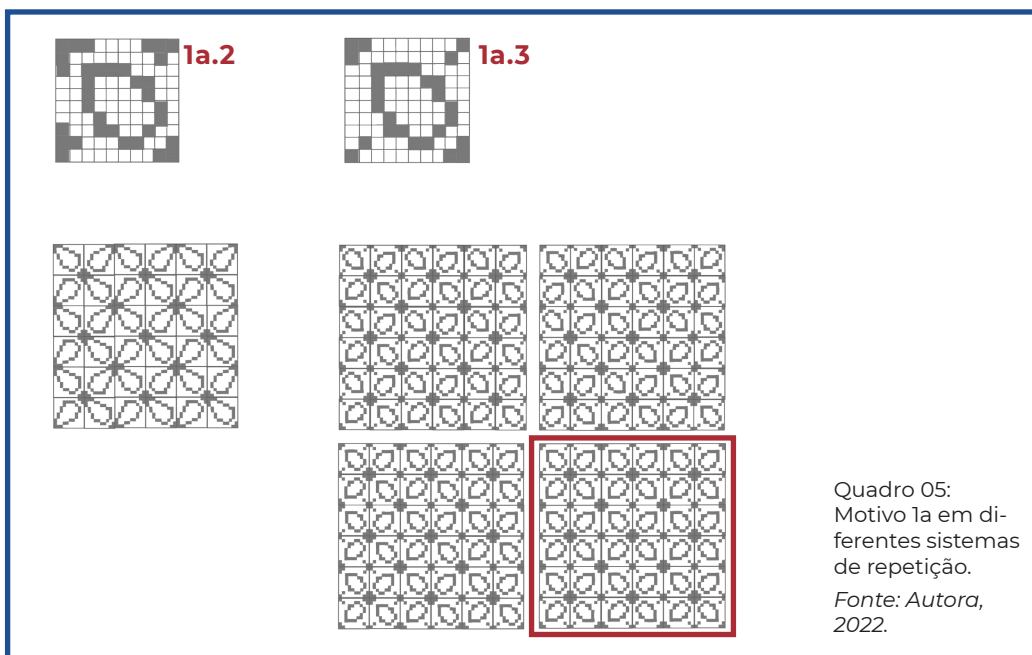 1a.2
1a.3
Quadro 05:
Motivo 1a em di-
ferentes sistemas
de repetição.
Fonte: Autora,
2022.